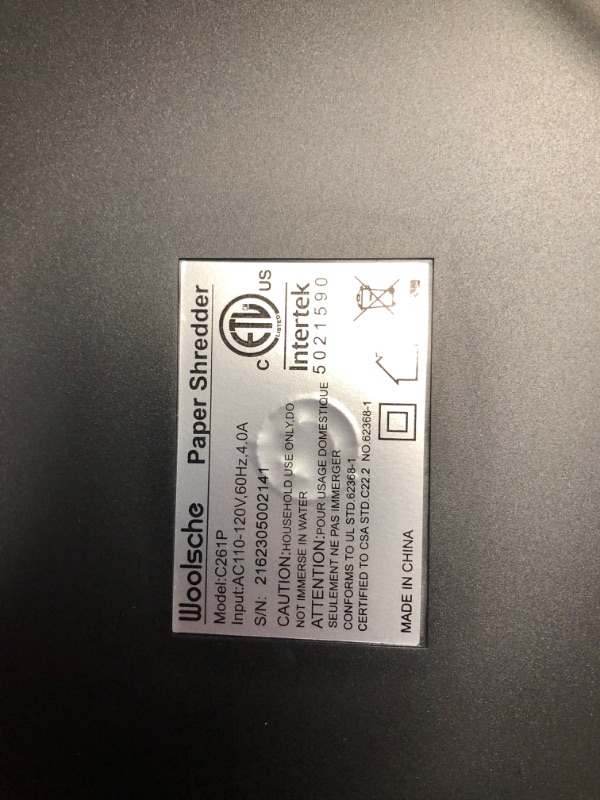 Woolsche Paper Shredder
Model:C261P
Input:AC110-120V,60Hz,4.0A
S/N: 2162305002141
C ETL US
LISTED
Intertek
5021590
CAUTION:HOUSEHOLD USE ONLY,DO
NOT IMMERSE IN WATER
ATTENTION:POUR USAGE DOMESTIQUE
SEULEMENT NE PAS IMMERGER
CONFORMS TO UL STD.62368-1
CERTIFIED TO CSA STD.C22.2 NO.62368-1
MADE IN CHINA